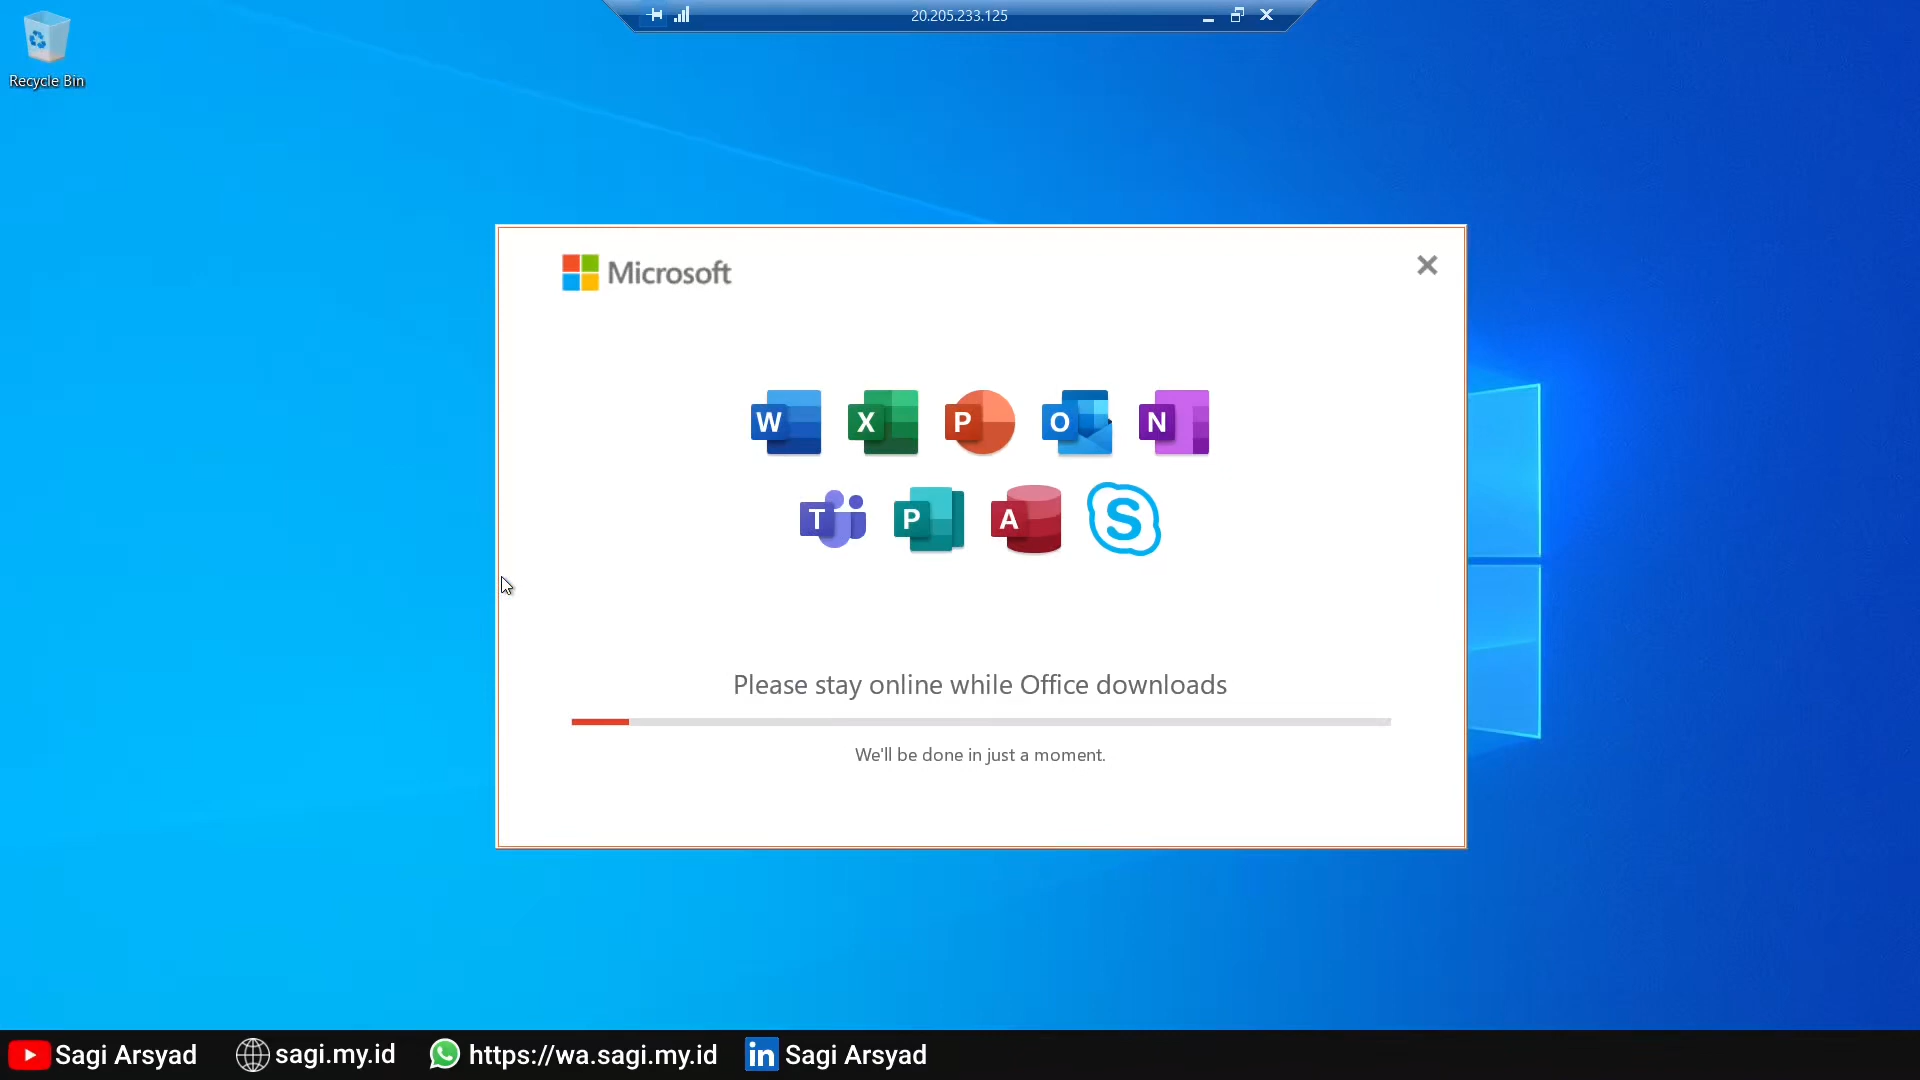 20.205.233.125
Recycle Bin
Microsoft
W X P O N
T P A S
Please stay online while Office downloads
We'll be done in just a moment.
Sagi Arsyad sagi.my.id https://wa.sagi.my.id in Sagi Arsyad